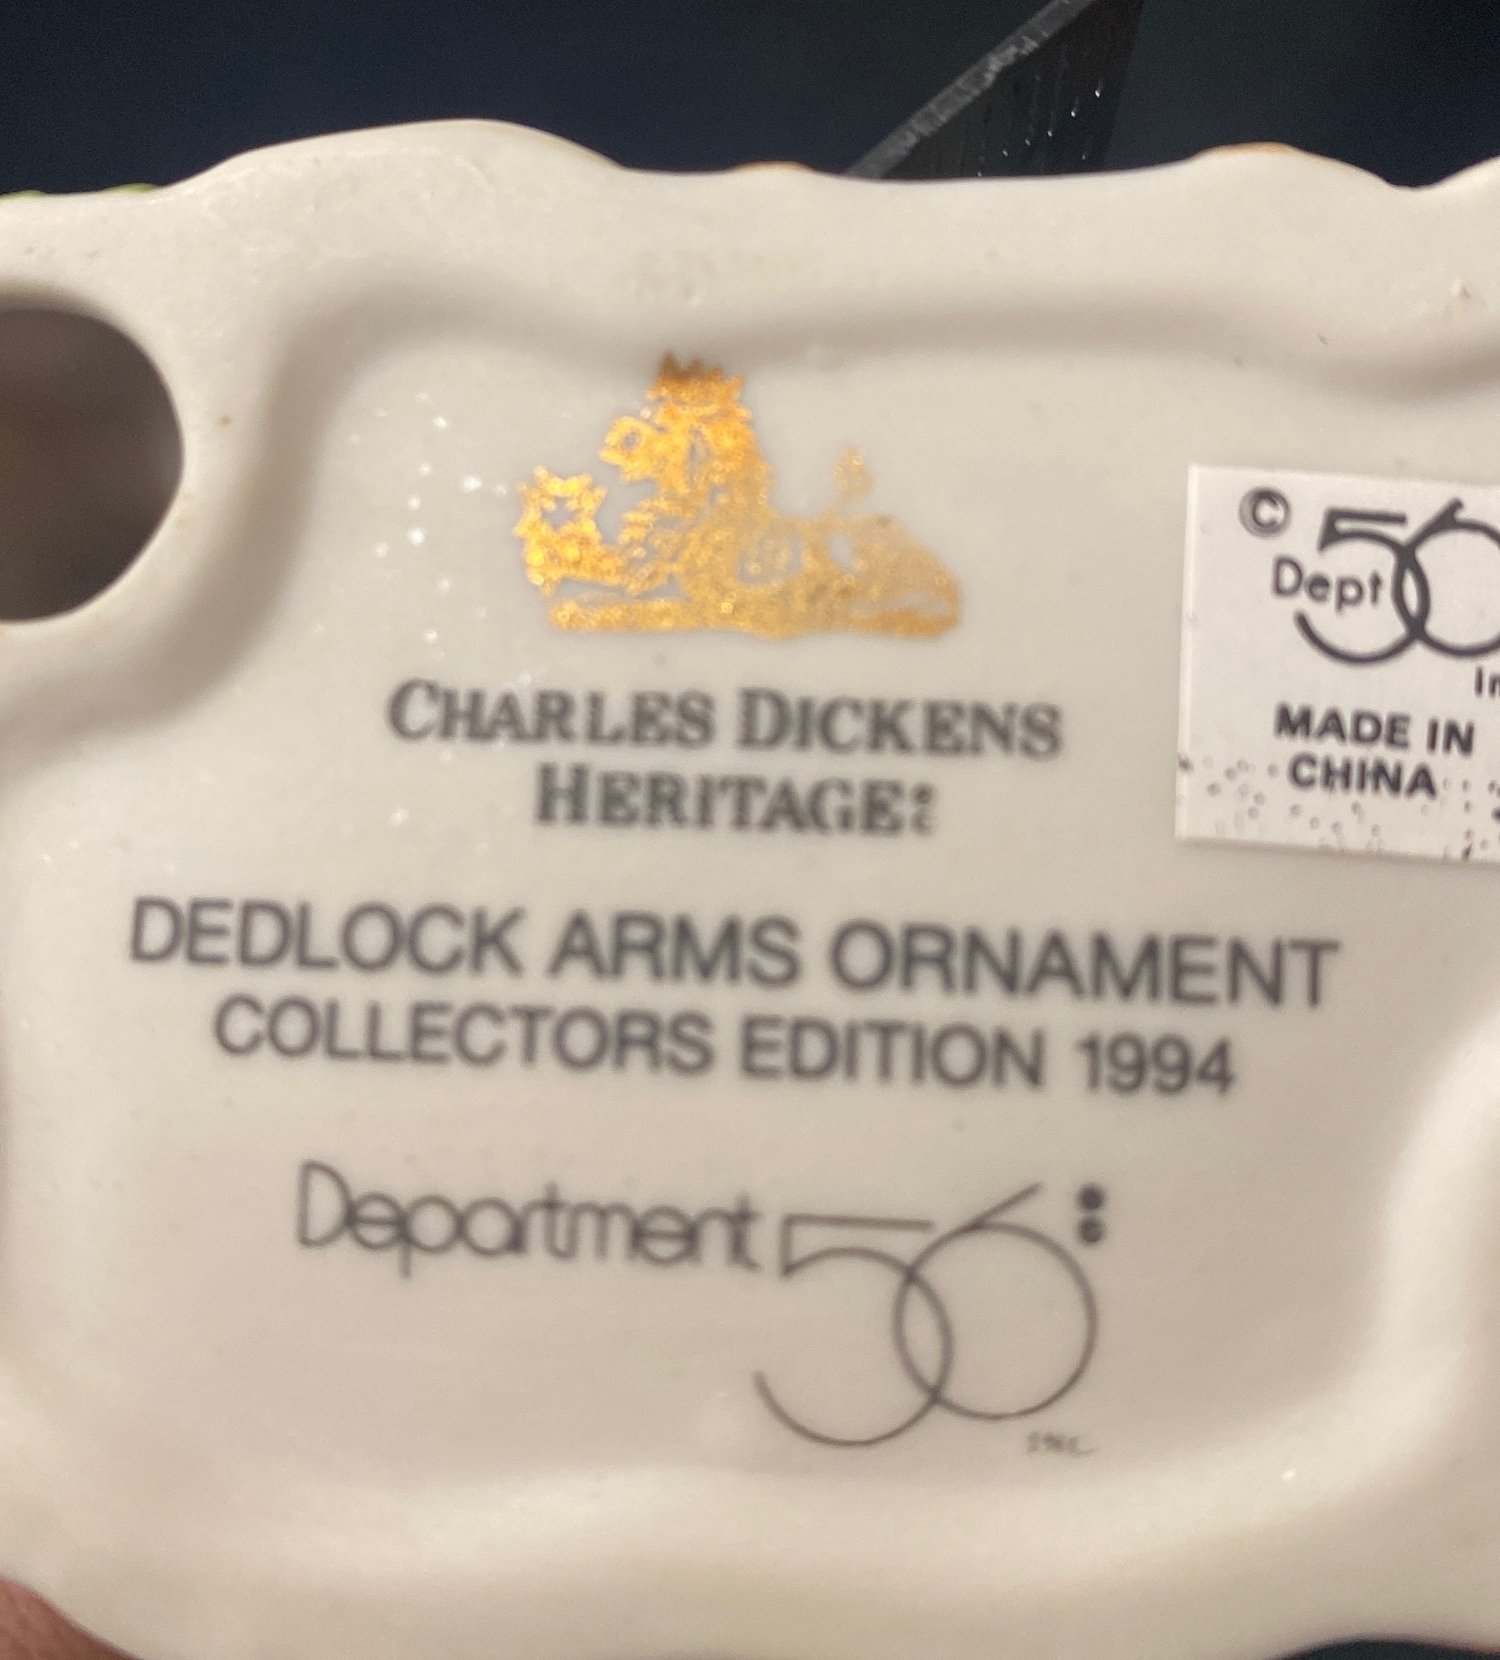 CHARLES DICKENS
HERITAGE
DEDLOCK ARMS ORNAMENT
COLLECTORS EDITION 1994
Department 56
©
Dept 56
MADE IN
CHINA